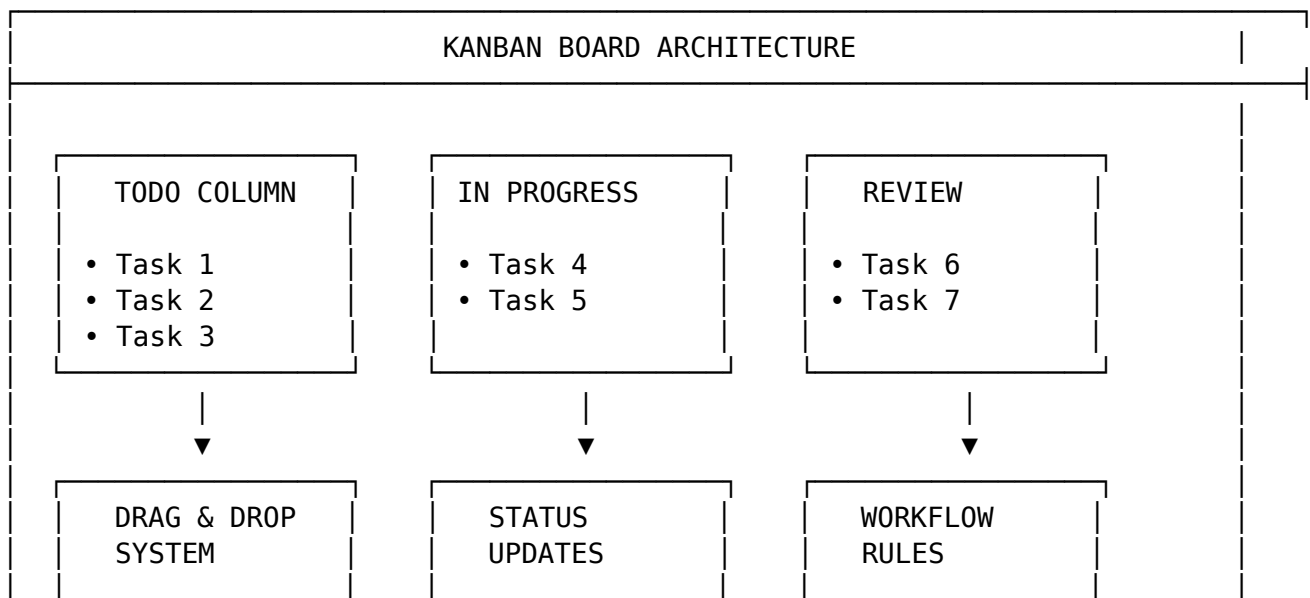 KANBAN BOARD ARCHITECTURE
TODO COLUMN IN PROGRESS REVIEW
• Task 1 • Task 4 • Task 6
• Task 2 • Task 5 • Task 7
• Task 3
▼ ▼ ▼
DRAG & DROP STATUS WORKFLOW
SYSTEM UPDATES RULES